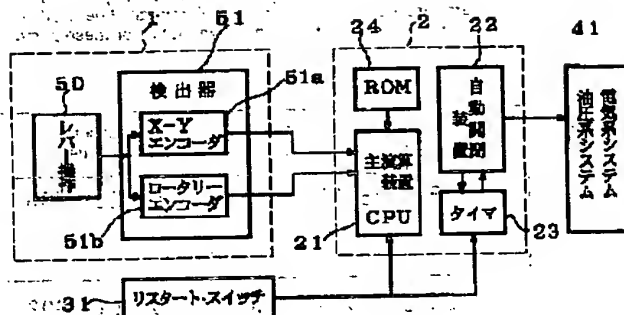 1
51
50
レバー操作
検出器
51a
X-Y
エンコーダ
ロータリー
エンコーダ
51b
2
24
ROM
主演算
装置
CPU
21
22
自動開閉
装置
タイマ
23
41
電気系システム
油圧系システム
31
リスタート・スイッチ